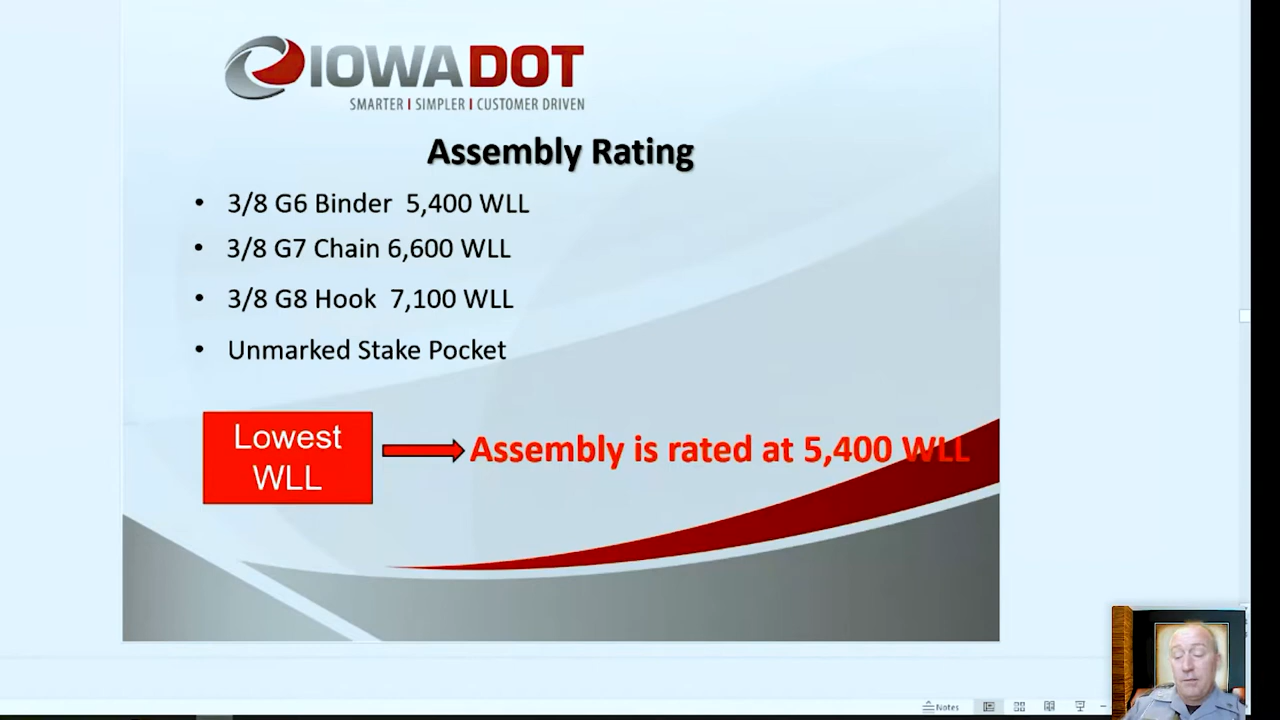 IOWADOT
SMARTER | SIMPLER | CUSTOMER DRIVEN
Assembly Rating
• 3/8 G6 Binder 5,400 WLL
• 3/8 G7 Chain 6,600 WLL
• 3/8 G8 Hook 7,100 WLL
• Unmarked Stake Pocket
Lowest
WLL
Assembly is rated at 5,400 WLL
Notes